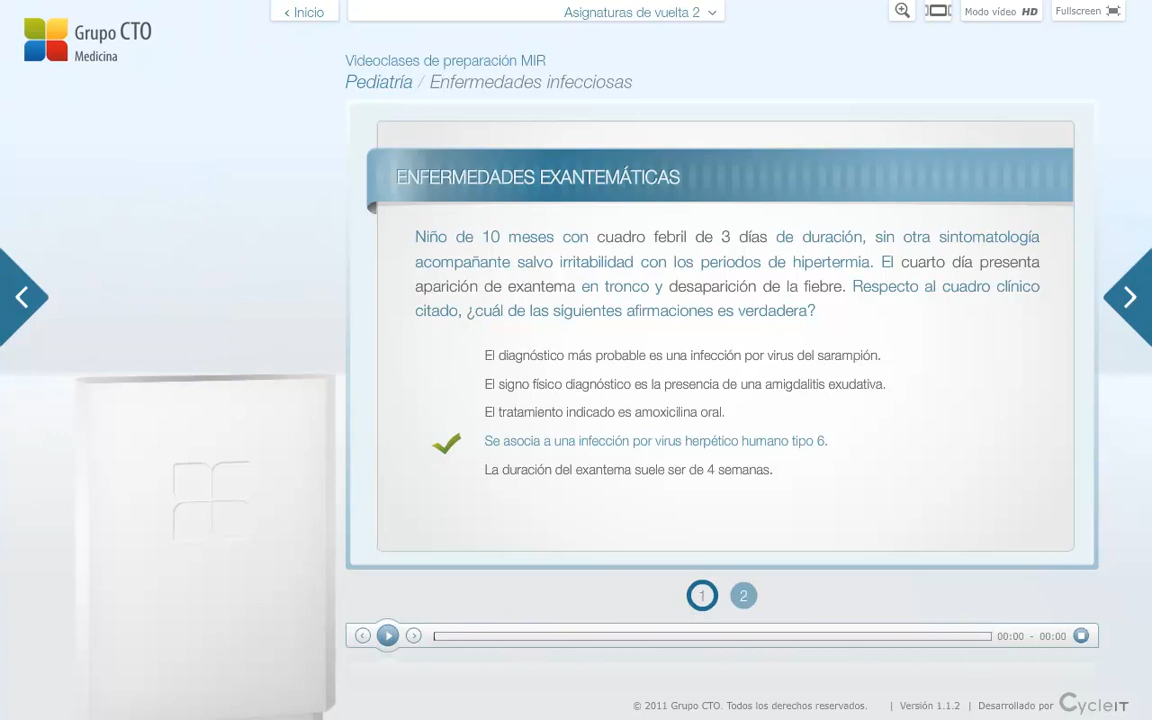 ‹ Inicio
Asignaturas de vuelta 2
Modo vídeo HD
Fullscreen
Grupo CTO
Medicina
Videoclases de preparación MIR
Pediatría / Enfermedades infecciosas
ENFERMEDADES EXANTEMÁTICAS
Niño de 10 meses con cuadro febril de 3 días de duración, sin otra sintomatología
acompañante salvo irritabilidad con los periodos de hipertermia. El cuarto día presenta
aparición de exantema en tronco y desaparición de la fiebre. Respecto al cuadro clínico
citado, ¿cuál de las siguientes afirmaciones es verdadera?
El diagnóstico más probable es una infección por virus del sarampión.
El signo físico diagnóstico es la presencia de una amigdalitis exudativa.
El tratamiento indicado es amoxicilina oral.
Se asocia a una infección por virus herpético humano tipo 6.
La duración del exantema suele ser de 4 semanas.
1 2
00:00 - 00:00
© 2011 Grupo CTO. Todos los derechos reservados. | Versión 1.1.2 | Desarrollado por CycleIT